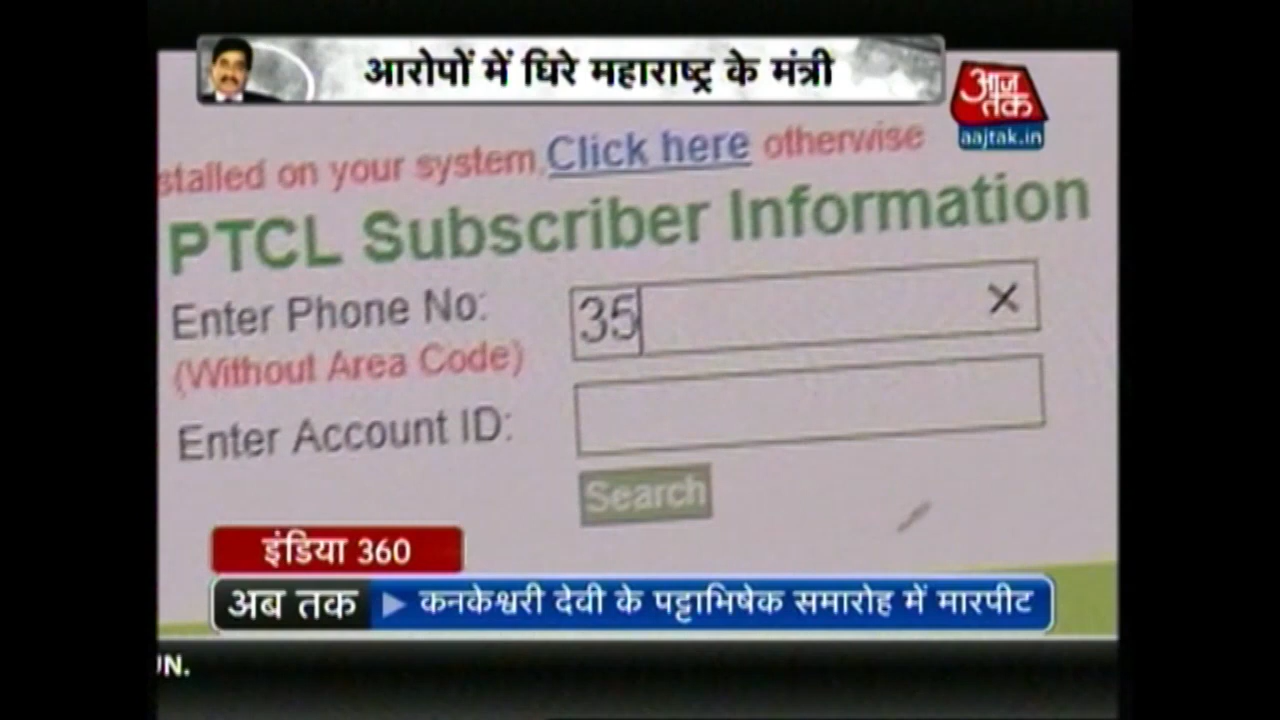 आरोपों में घिरे महाराष्ट्र के मंत्री
आज
तक
aajtak.in
stalled on your system, Click here otherwise
PTCL Subscriber Information
Enter Phone No:
35
(Without Area Code)
Enter Account ID:
Search
इंडिया 360
अब तक
कनकेश्वरी देवी के पट्टाभिषेक समारोह में मारपीट
UN.